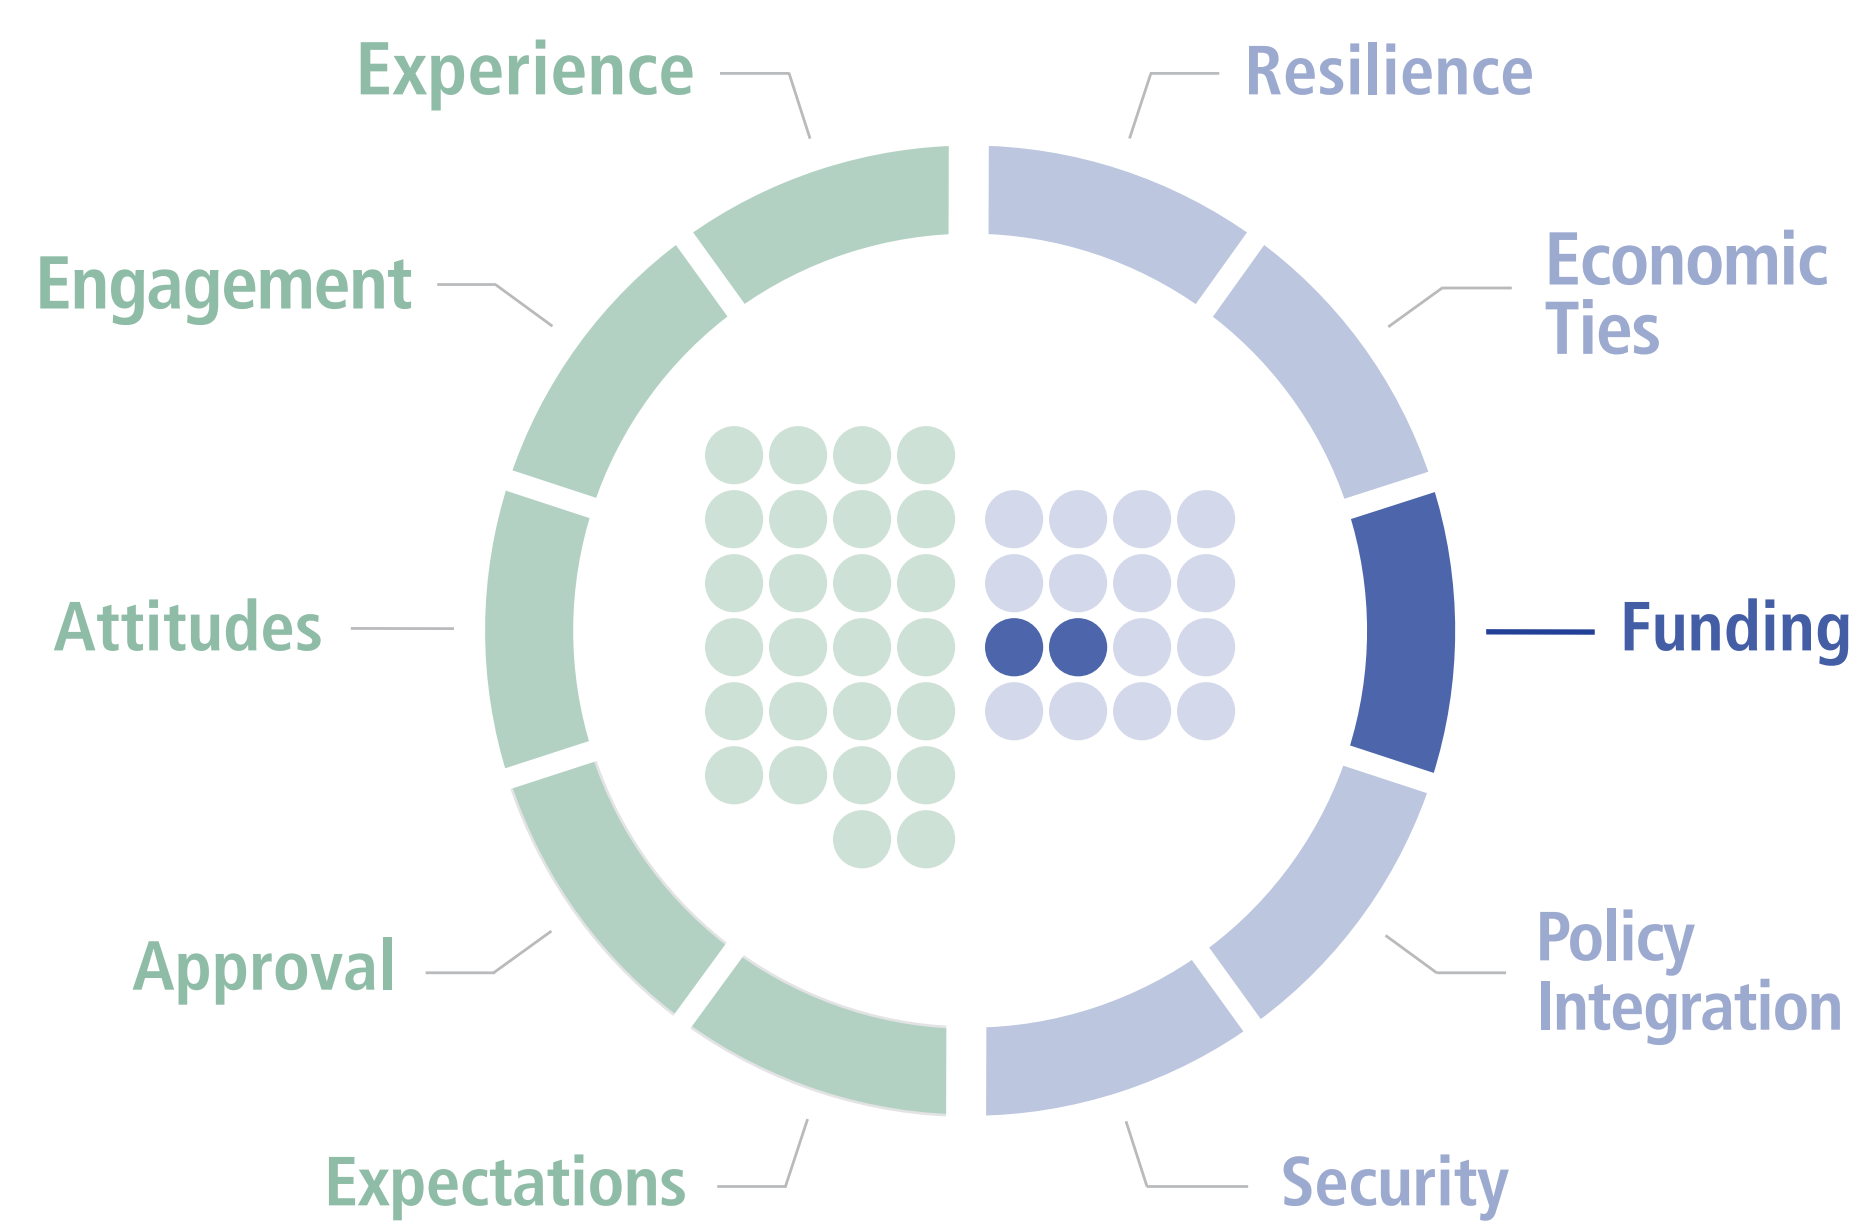 Experience
Resilience
Engagement
Economic
Ties
Attitudes
Funding
Approval
Policy
Integration
Expectations
Security